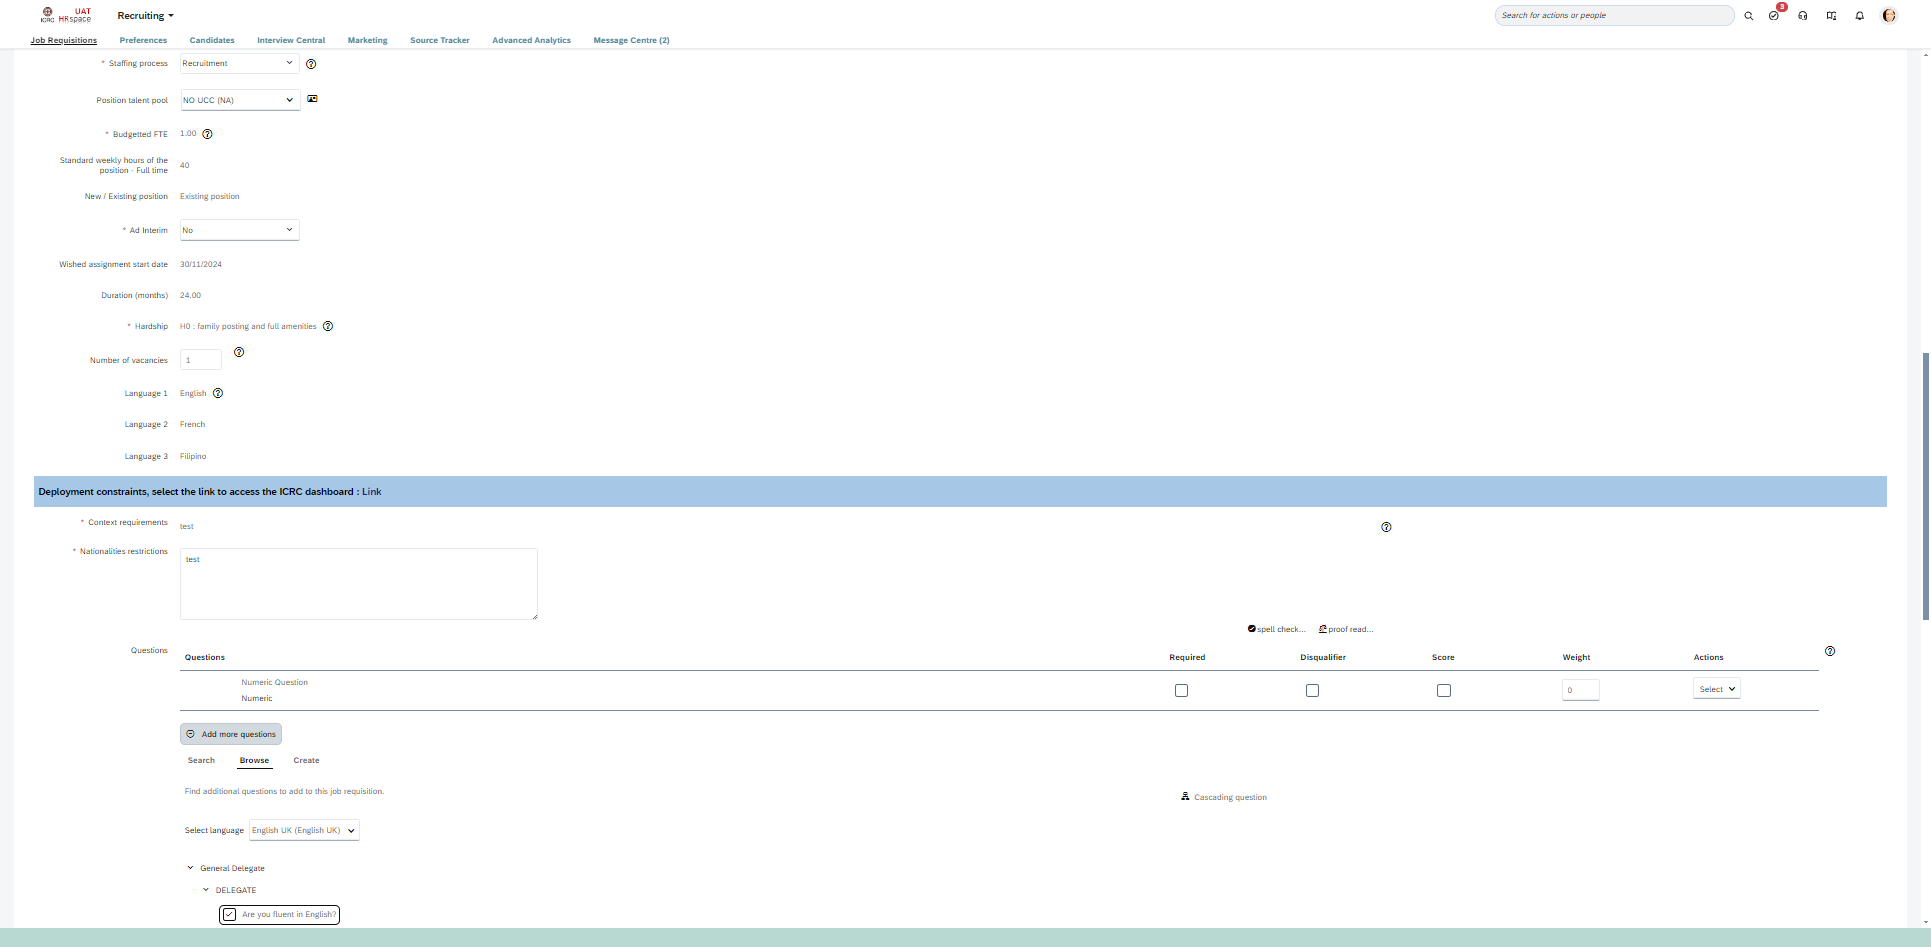 ICRC
UAT
HRspace
Recruiting
Search for actions or people
3
Job Requisitions Preferences Candidates Interview Central Marketing Source Tracker Advanced Analytics Message Centre (2)
* Staffing process Recruitment
Position talent pool NO UCC (NA)
* Budgetted FTE 1.00
Standard weekly hours of the
position - Full time 40
New / Existing position Existing position
* Ad Interim No
Wished assignment start date 30/11/2024
Duration (months) 24.00
* Hardship H0 : family posting and full amenities
Number of vacancies 1
Language 1 English
Language 2 French
Language 3 Filipino
Deployment constraints, select the link to access the ICRC dashboard : Link
* Context requirements test
* Nationalities restrictions test
spell check... proof read...
Questions
Questions Required Disqualifier Score Weight Actions
Numeric Question
Numeric 0 Select
Add more questions
Search Browse Create
Find additional questions to add to this job requisition.
Cascading question
Select language English UK (English UK)
General Delegate
DELEGATE
Are you fluent in English?